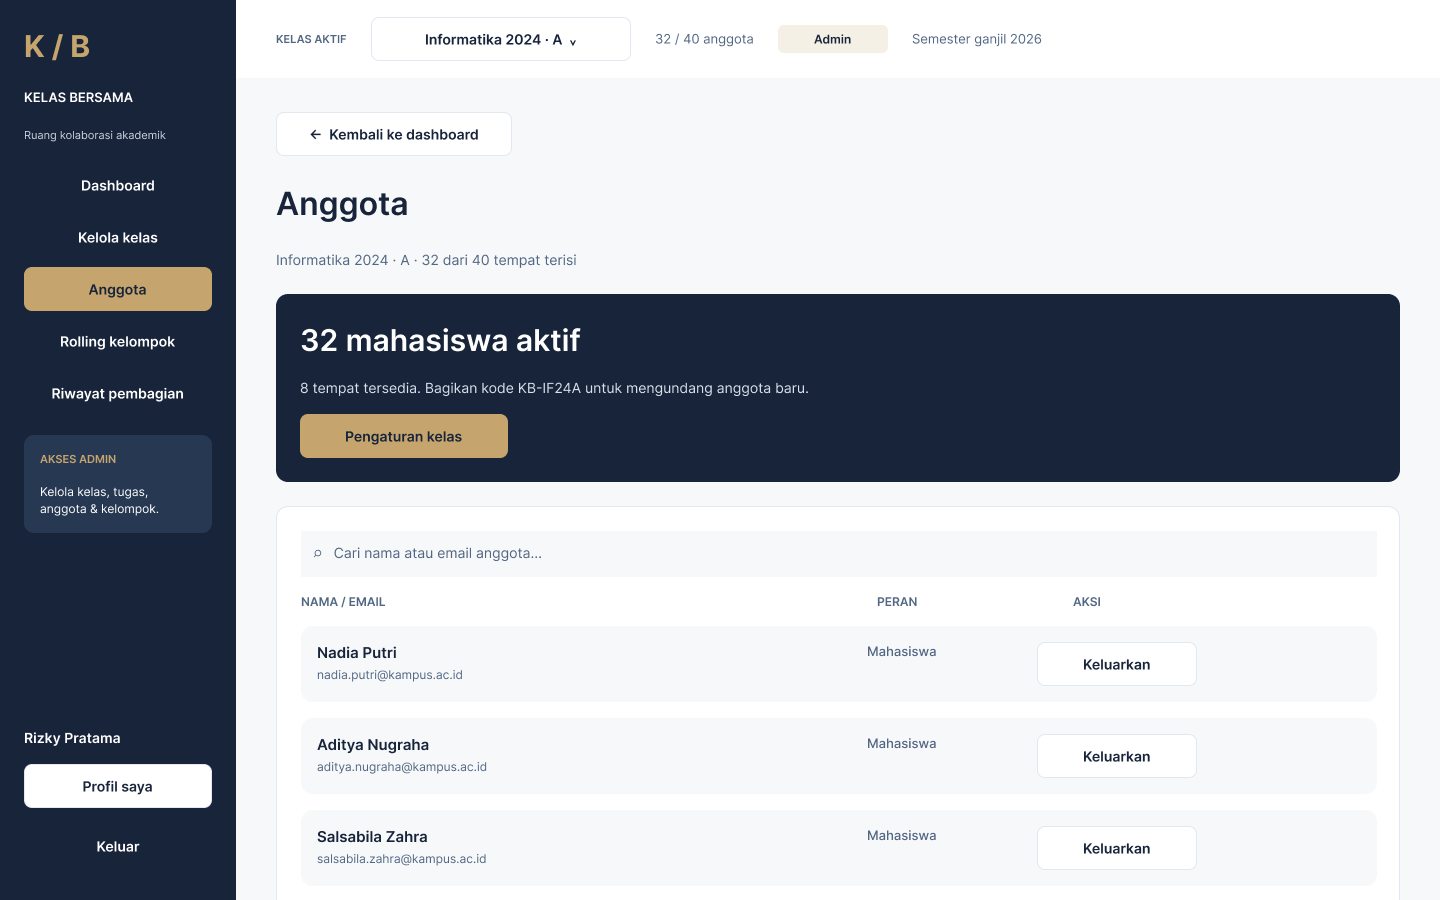 K / B
KELAS BERSAMA
Ruang kolaborasi akademik
Dashboard
Kelola kelas
Anggota
Rolling kelompok
Riwayat pembagian
AKSES ADMIN
Kelola kelas, tugas,
anggota & kelompok.
Rizky Pratama
Profil saya
Keluar
KELAS AKTIF
Informatika 2024 · A
32 / 40 anggota
Admin
Semester ganjil 2026
← Kembali ke dashboard
Anggota
Informatika 2024 · A · 32 dari 40 tempat terisi
32 mahasiswa aktif
8 tempat tersedia. Bagikan kode KB-IF24A untuk mengundang anggota baru.
Pengaturan kelas
Cari nama atau email anggota...
NAMA / EMAIL PERAN AKSI
Nadia Putri Mahasiswa Keluarkan
nadia.putri@kampus.ac.id
Aditya Nugraha Mahasiswa Keluarkan
aditya.nugraha@kampus.ac.id
Salsabila Zahra Mahasiswa Keluarkan
salsabila.zahra@kampus.ac.id